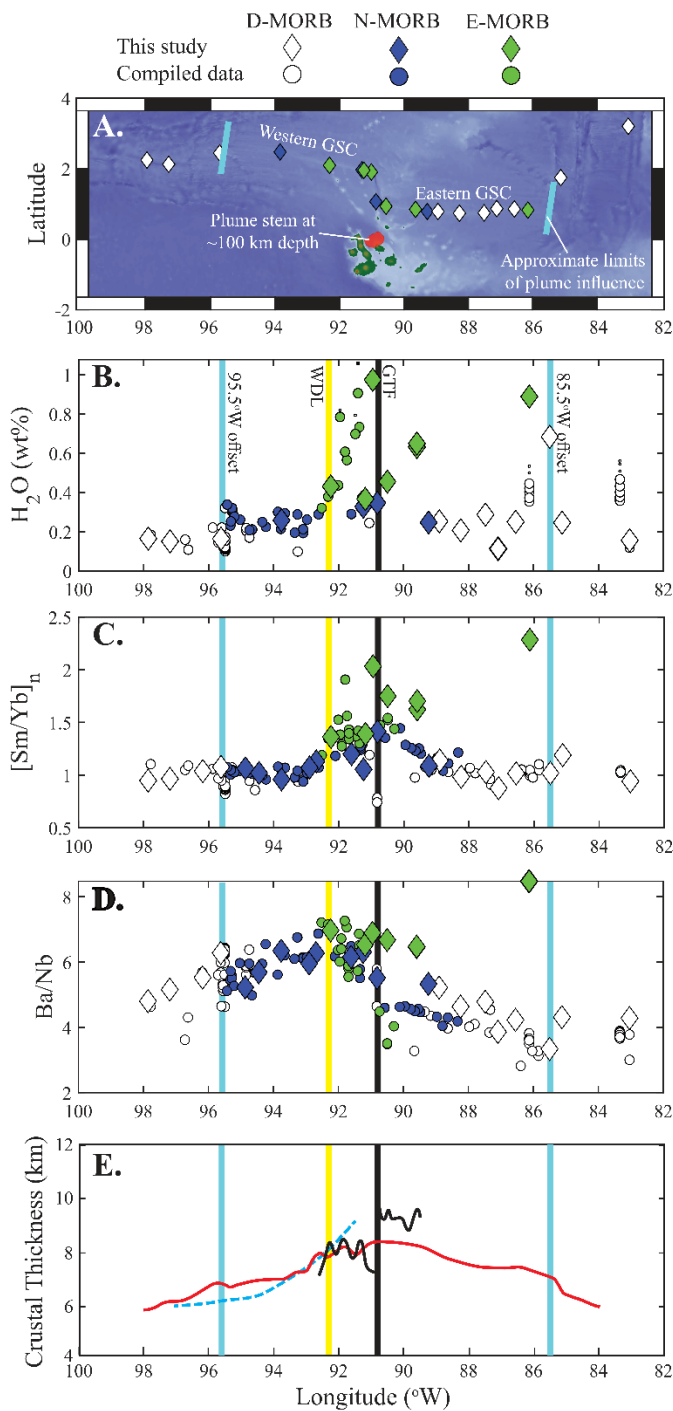 D-MORB N-MORB E-MORB
This study
Compiled data
A.
Western GSC
Eastern GSC
Plume stem at
~100 km depth
Approximate limits
of plume influence
Latitude
4
2
0
-2
100 98 96 94 92 90 88 86 84 82
B.
95.5°W offset
WDL
GTF
85.5°W offset
H2O (wt%)
1
0.8
0.6
0.4
0.2
0
100 98 96 94 92 90 88 86 84 82
C.
[Sm/Yb]n
2.5
2
1.5
1
0.5
100 98 96 94 92 90 88 86 84 82
D.
Ba/Nb
8
6
4
2
100 98 96 94 92 90 88 86 84 82
E.
Crustal Thickness (km)
12
10
8
6
4
100 98 96 94 92 90 88 86 84 82
Longitude (°W)